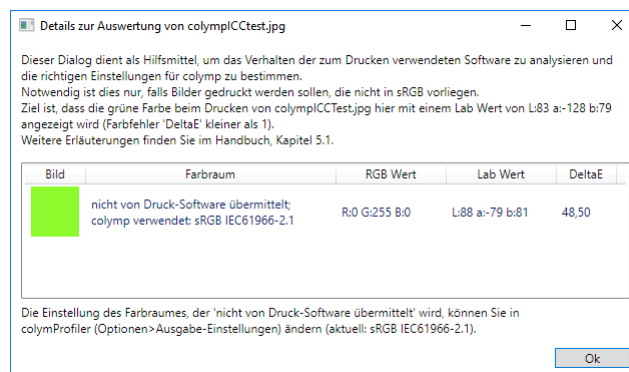 Details zur Auswertung von colympICCtest.jpg
Dieser Dialog dient als Hilfsmittel, um das Verhalten der zum Drucken verwendeten Software zu analysieren und
die richtigen Einstellungen für colymp zu bestimmen.
Notwendig ist dies nur, falls Bilder gedruckt werden sollen, die nicht in sRGB vorliegen.
Ziel ist, dass die grüne Farbe beim Drucken von colympICCTest.jpg hier mit einem Lab Wert von L:83 a:-128 b:79
angezeigt wird (Farbfehler 'DeltaE' kleiner als 1).
Weitere Erläuterungen finden Sie im Handbuch, Kapitel 5.1.
Bild Farbraum RGB Wert Lab Wert DeltaE
nicht von Druck-Software übermittelt;
colymp verwendet: sRGB IEC61966-2.1
R:0 G:255 B:0 L:88 a:-79 b:81 48,50
Die Einstellung des Farbraumes, der 'nicht von Druck-Software übermittelt' wird, können Sie in
colymProfiler (Optionen>Ausgabe-Einstellungen) ändern (aktuell: sRGB IEC61966-2.1).
Ok